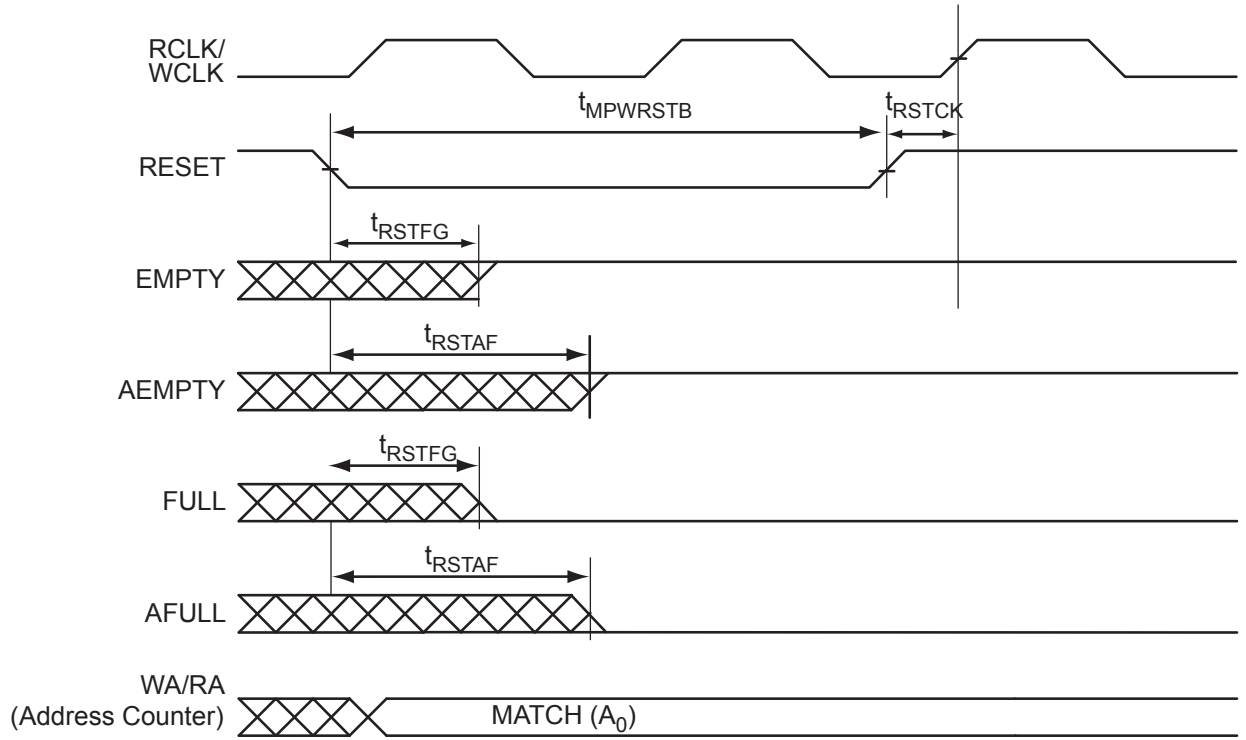 RCLK/
WCLK
tMPWRSTB
tRSTCK
RESET
tRSTFG
EMPTY
tRSTAF
AEMPTY
tRSTFG
FULL
tRSTAF
AFULL
WA/RA
(Address Counter)
MATCH (A0)